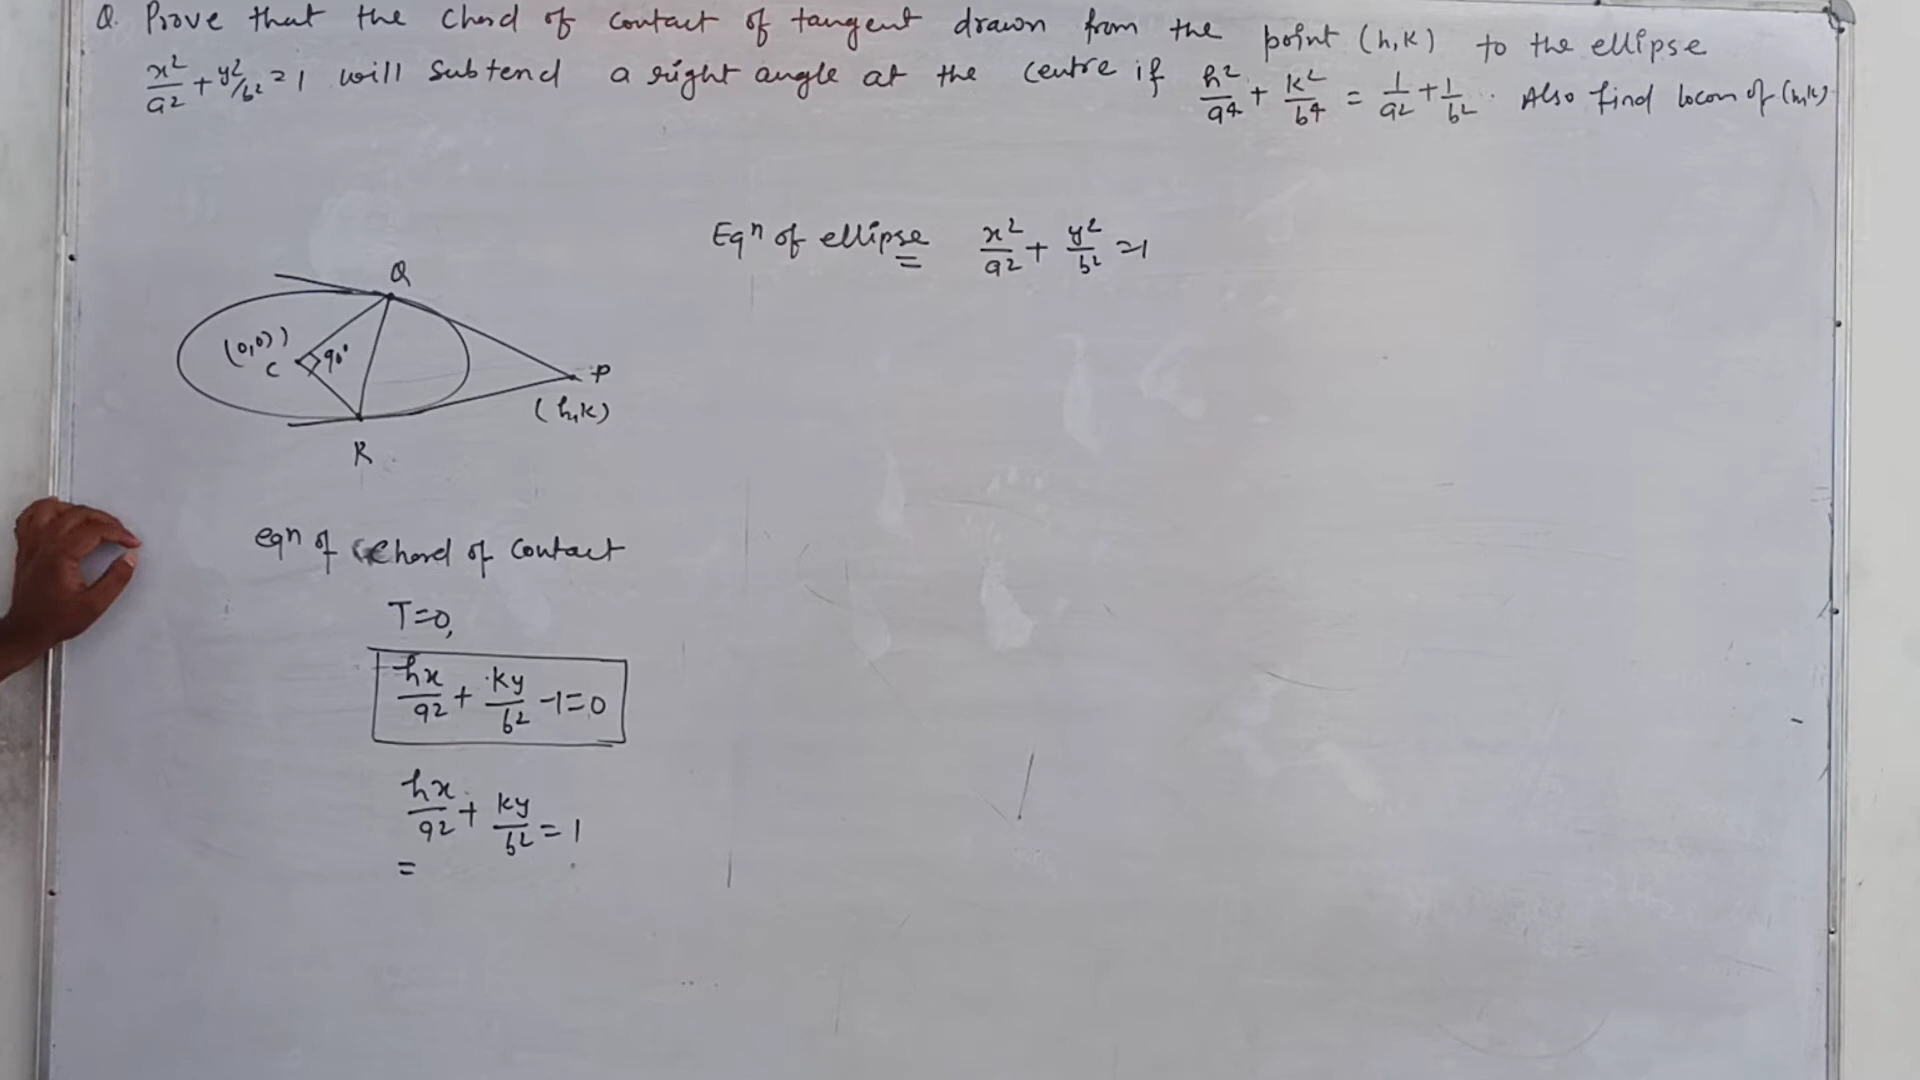 Q. Prove that the Chord of contact of tangent drawn from the point (h,k) to the ellipse
x²/a² + y²/b² = 1 will subtend a right angle at the centre if h²/a⁴ + k²/b⁴ = 1/a² + 1/b². Also find locus of (h,k)
Eqⁿ of ellipse x²/a² + y²/b² = 1
Q
(0,0)
C
90°
P
(h,k)
R
eqⁿ of Chord of Contact
T=0,
hx/a² + ky/b² - 1 = 0
hx/a² + ky/b² = 1
=